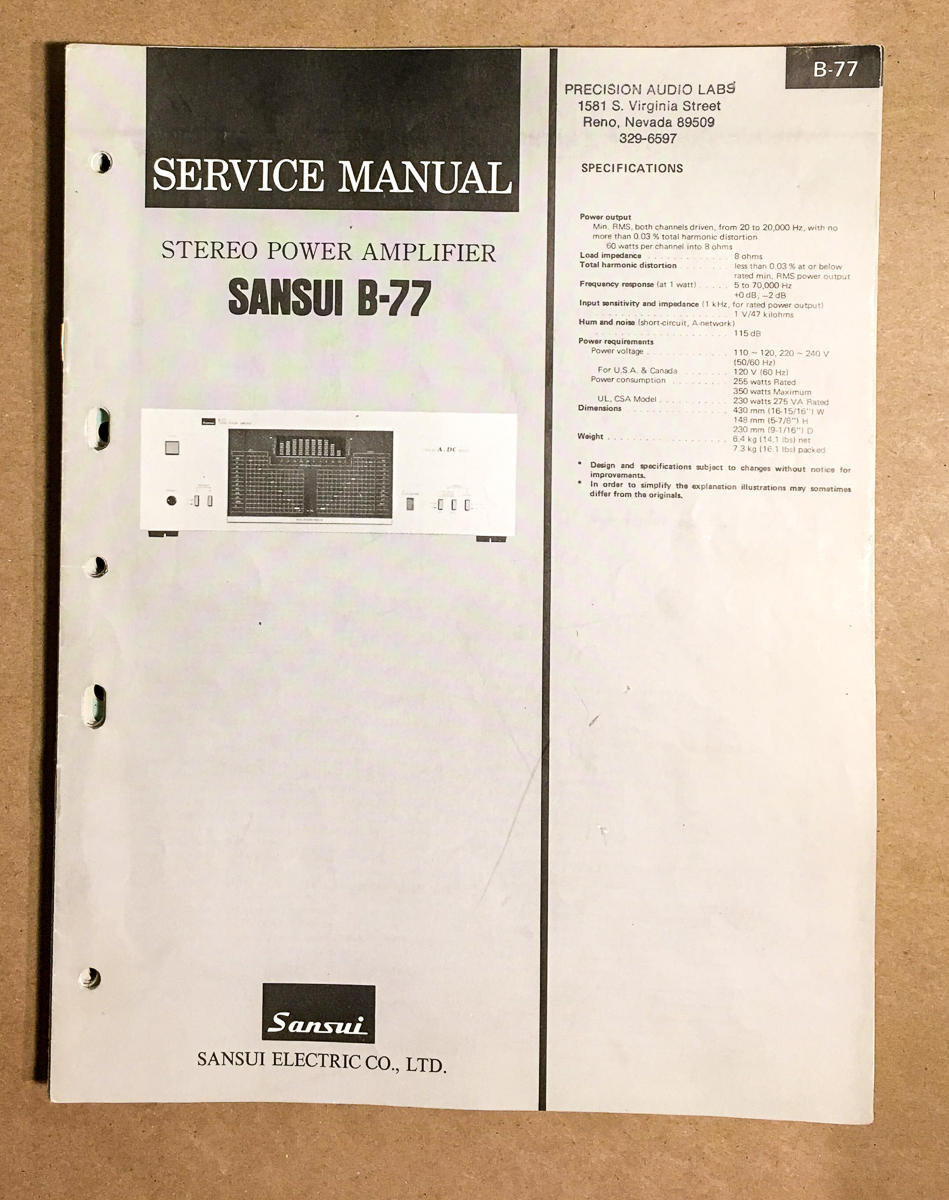 B-77
SERVICE MANUAL
STEREO POWER AMPLIFIER
SANSUI B-77
Sansui
A. DC
Sansui
SANSUI ELECTRIC CO., LTD.
PRECISION AUDIO LABS
1581 S. Virginia Street
Reno, Nevada 89509
329-6597
SPECIFICATIONS
Power output
Min. RMS, both channels driven, from 20 to 20,000 Hz, with no
more than 0.03 % total harmonic distortion
60 watts per channel into 8 ohms
Load impedance . . . . . . . . . . . . . . 8 ohms
Total harmonic distortion . . . . . . . . less than 0.03 % at or below
rated min. RMS power output
Frequency response (at 1 watt) . . . . . 5 to 70,000 Hz
+0 dB, −2 dB
Input sensitivity and impedance (1 kHz, for rated power output)
. . . . . . . . . . . . . . . . . . . . 1 V/47 kilohms
Hum and noise (short-circuit, A-network)
. . . . . . . . . . . . . . . . . . . . 115 dB
Power requirements
Power voltage . . . . . . . . . . . . . 110 ~ 120, 220 ~ 240 V
(50/60 Hz)
For U.S.A. & Canada . . . . . . . . 120 V (60 Hz)
Power consumption . . . . . . . . . 255 watts Rated
350 watts Maximum
UL, CSA Model . . . . . . . . . . . 230 watts 275 VA Rated
Dimensions . . . . . . . . . . . . . . . . 430 mm (16-15/16") W
148 mm (5-7/8") H
230 mm (9-1/16") D
Weight . . . . . . . . . . . . . . . . . . 6.4 kg (14.1 lbs) net
7.3 kg (16.1 lbs) packed
* Design and specifications subject to changes without notice for
improvements.
* In order to simplify the explanation illustrations may sometimes
differ from the originals.